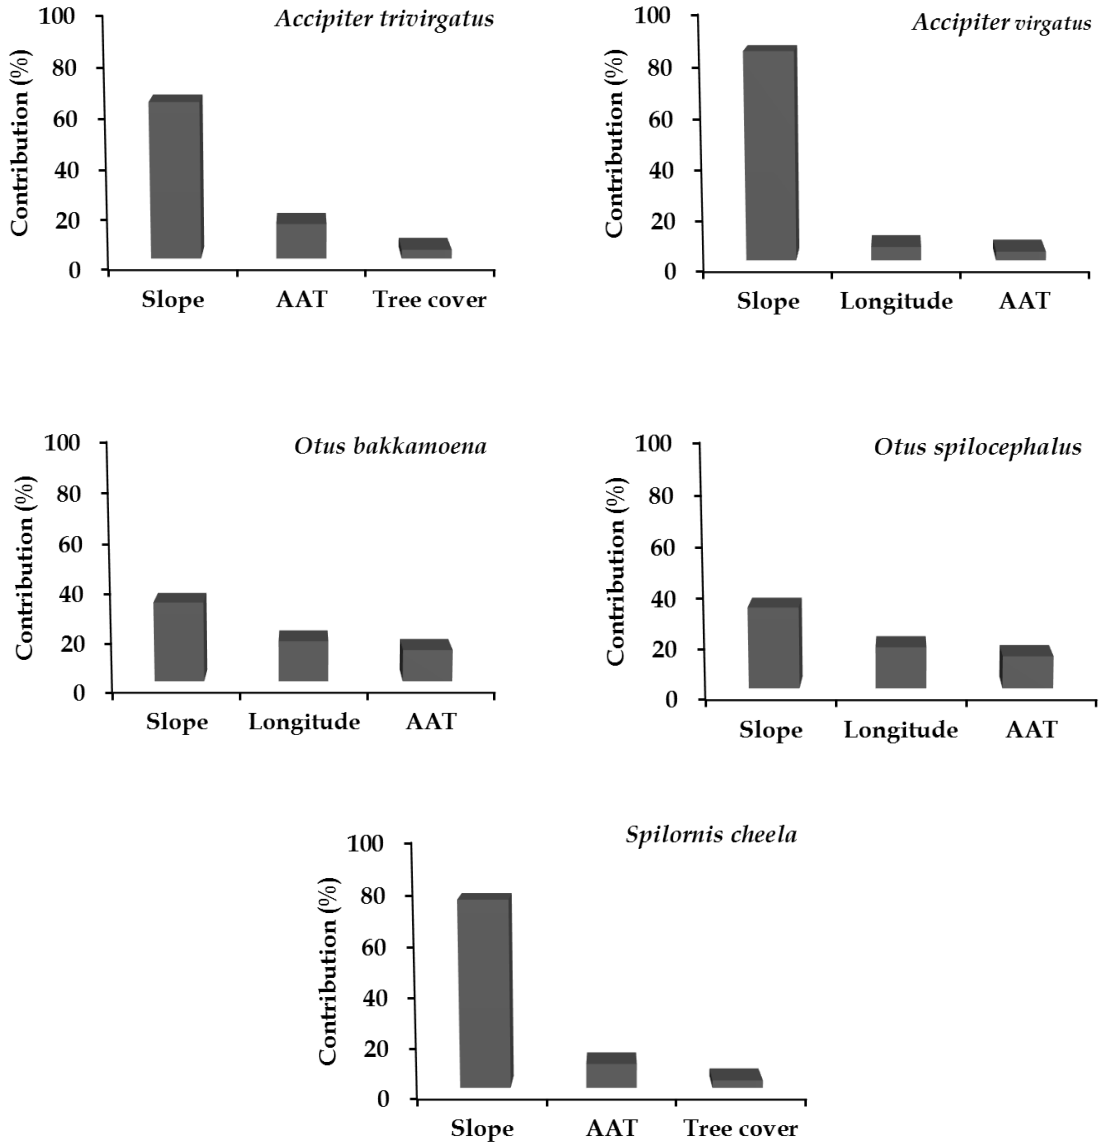 Accipiter trivirgatus
Contribution (%)
100
80
60
40
20
0
Slope AAT Tree cover
Accipiter virgatus
Contribution (%)
100
80
60
40
20
0
Slope Longitude AAT
Otus bakkamoena
Contribution (%)
100
80
60
40
20
0
Slope Longitude AAT
Otus spilocephalus
Contribution (%)
100
80
60
40
20
0
Slope Longitude AAT
Spilornis cheela
Contribution (%)
100
80
60
40
20
0
Slope AAT Tree cover